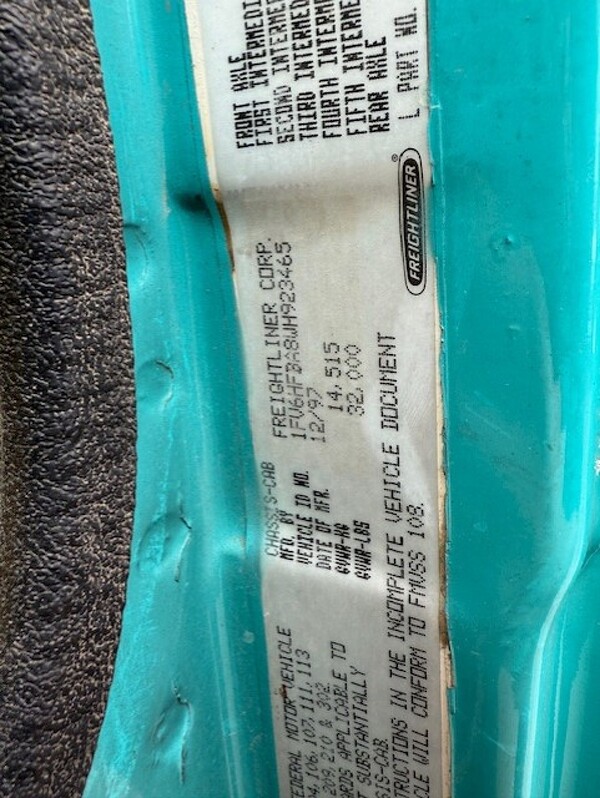 FRONT AXLE
FIRST INTERMEDI
SECOND INTERME
THIRD INTERMED
FOURTH INTERM
FIFTH INTERME
REAR AXLE
L PART NO.
FREIGHTLINER®
CHASSIS-CAB
MFD. BY FREIGHTLINER CORP.
VEHICLE ID NO. 1FV6HFBA8WH923465
DATE OF MFR. 12/97
GVWR-KG 14,515
GVWR-LBS 32,000
FEDERAL MOTOR VEHICLE
4, 106, 107, 111, 113
209, 210 & 302.
RDS APPLICABLE TO
T SUBSTANTIALLY
SIS-CAB.
TRUCTIONS IN THE INCOMPLETE VEHICLE DOCUMENT
CLE WILL CONFORM TO FMVSS 108.